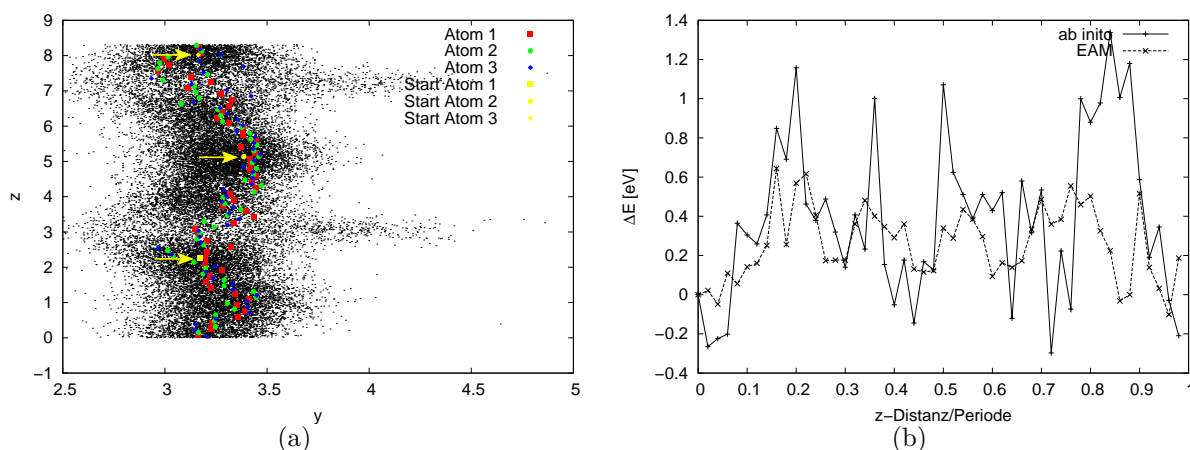 9
8
7
6
5
4
3
2
1
0
−1
2.5 3 3.5 4 4.5 5
z
y
Atom 1
Atom 2
Atom 3
Start Atom 1
Start Atom 2
Start Atom 3
(a)
1.4
1.2
1
0.8
0.6
0.4
0.2
0
−0.2
−0.4
0 0.1 0.2 0.3 0.4 0.5 0.6 0.7 0.8 0.9 1
ΔE [eV]
z−Distanz/Periode
ab initio
EAM
(b)